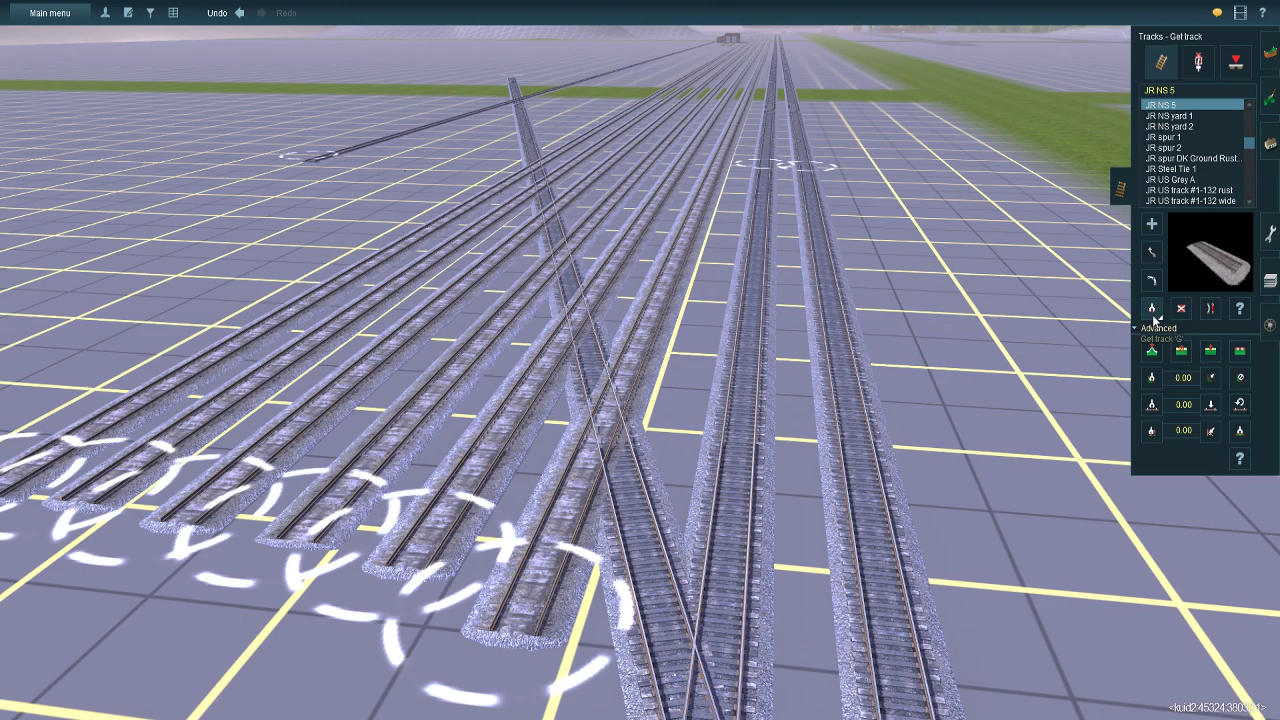 Main menu
Undo
Redo
?
Tracks - Get track
JR NS 5
JR NS 5
JR NS yard 1
JR NS yard 2
JR spur 1
JR spur 2
JR spur DK Ground Rust...
JR Steel Tie 1
JR US Grey A
JR US track #1-132 rust
JR US track #1-132 wide
?
Advanced
Get track 'G'
0.00
0.00
0.00
?